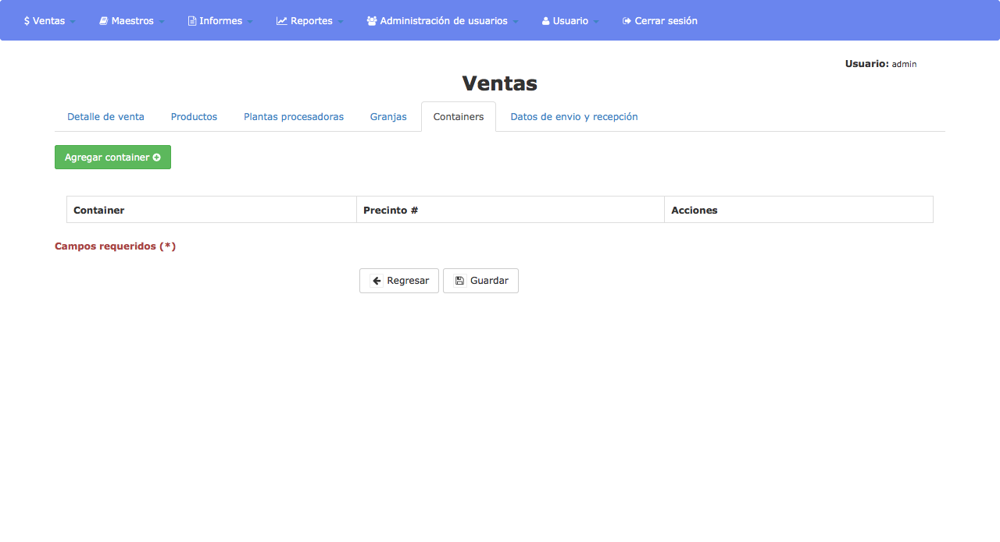 $ Ventas Maestros Informes Reportes Administración de usuarios Usuario Cerrar sesión
Usuario: admin
Ventas
Detalle de venta Productos Plantas procesadoras Granjas Containers Datos de envio y recepción
Agregar container
Container Precinto # Acciones
Campos requeridos (*)
Regresar Guardar